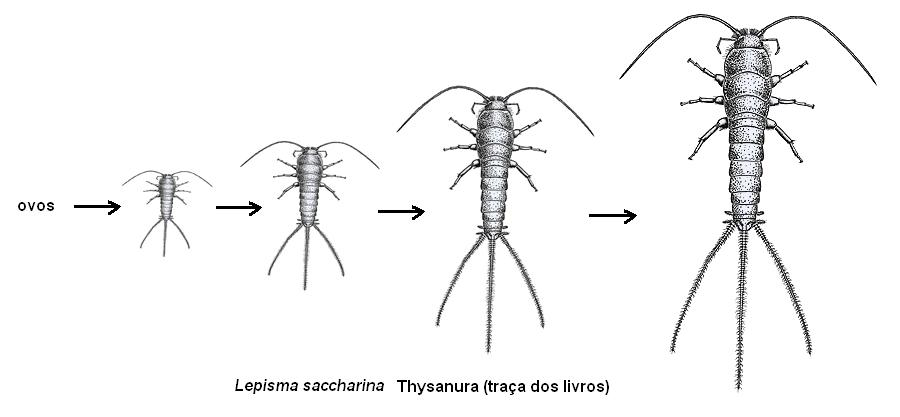 ovos
Lepisma saccharina Thysanura (traça dos livros)